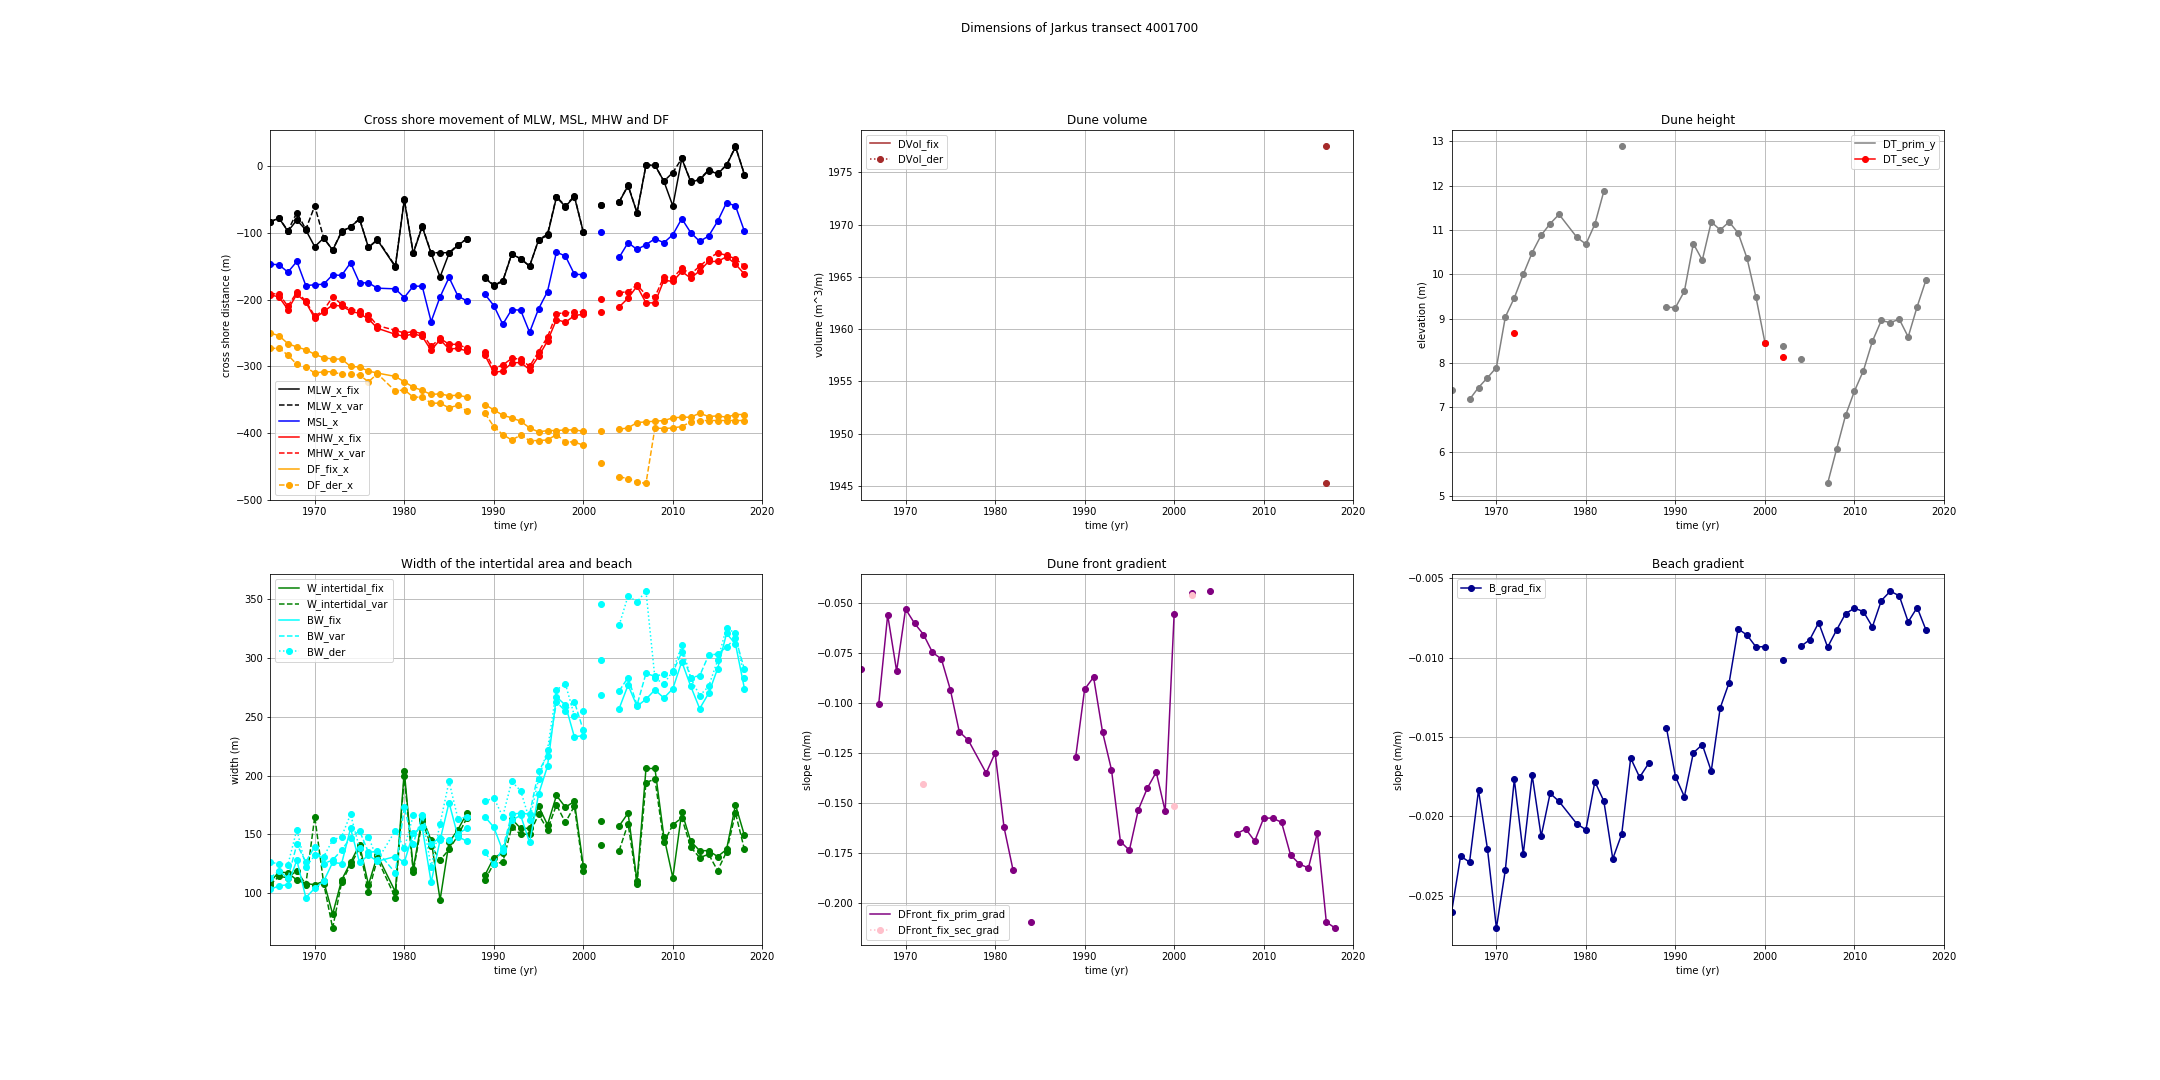 Dimensions of Jarkus transect 4001700
Cross shore movement of MLW, MSL, MHW and DF
cross shore distance (m)
0
−100
−200
−300
−400
−500
MLW_x_fix
MLW_x_var
MSL_x
MHW_x_fix
MHW_x_var
DF_fix_x
DF_der_x
1970 1980 1990 2000 2010 2020
time (yr)
Dune volume
volume (m^3/m)
1975
1970
1965
1960
1955
1950
1945
DVol_fix
DVol_der
1970 1980 1990 2000 2010 2020
time (yr)
Dune height
elevation (m)
13
12
11
10
9
8
7
6
5
DT_prim_y
DT_sec_y
1970 1980 1990 2000 2010 2020
time (yr)
Width of the intertidal area and beach
width (m)
350
300
250
200
150
100
W_intertidal_fix
W_intertidal_var
BW_fix
BW_var
BW_der
1970 1980 1990 2000 2010 2020
time (yr)
Dune front gradient
slope (m/m)
−0.050
−0.075
−0.100
−0.125
−0.150
−0.175
−0.200
DFront_fix_prim_grad
DFront_fix_sec_grad
1970 1980 1990 2000 2010 2020
time (yr)
Beach gradient
slope (m/m)
−0.005
−0.010
−0.015
−0.020
−0.025
B_grad_fix
1970 1980 1990 2000 2010 2020
time (yr)